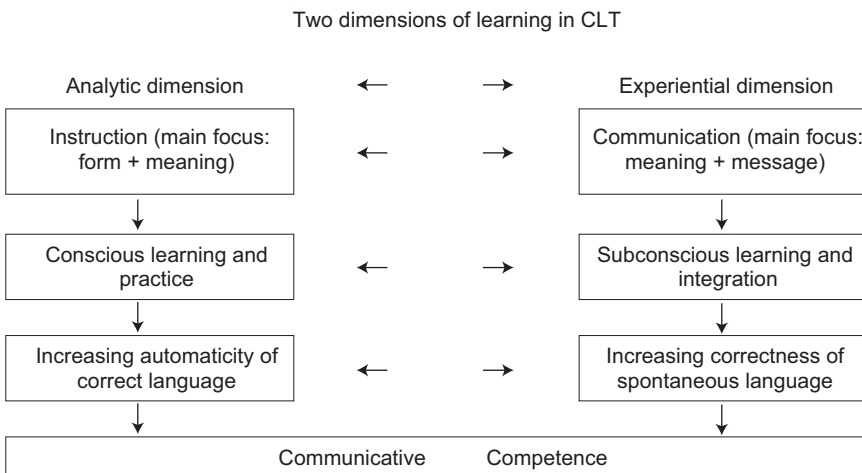 Two dimensions of learning in CLT
Analytic dimension
Experiential dimension
Instruction (main focus:
form + meaning)
Communication (main focus:
meaning + message)
Conscious learning and
practice
Subconscious learning and
integration
Increasing automaticity of
correct language
Increasing correctness of
spontaneous language
Communicative Competence